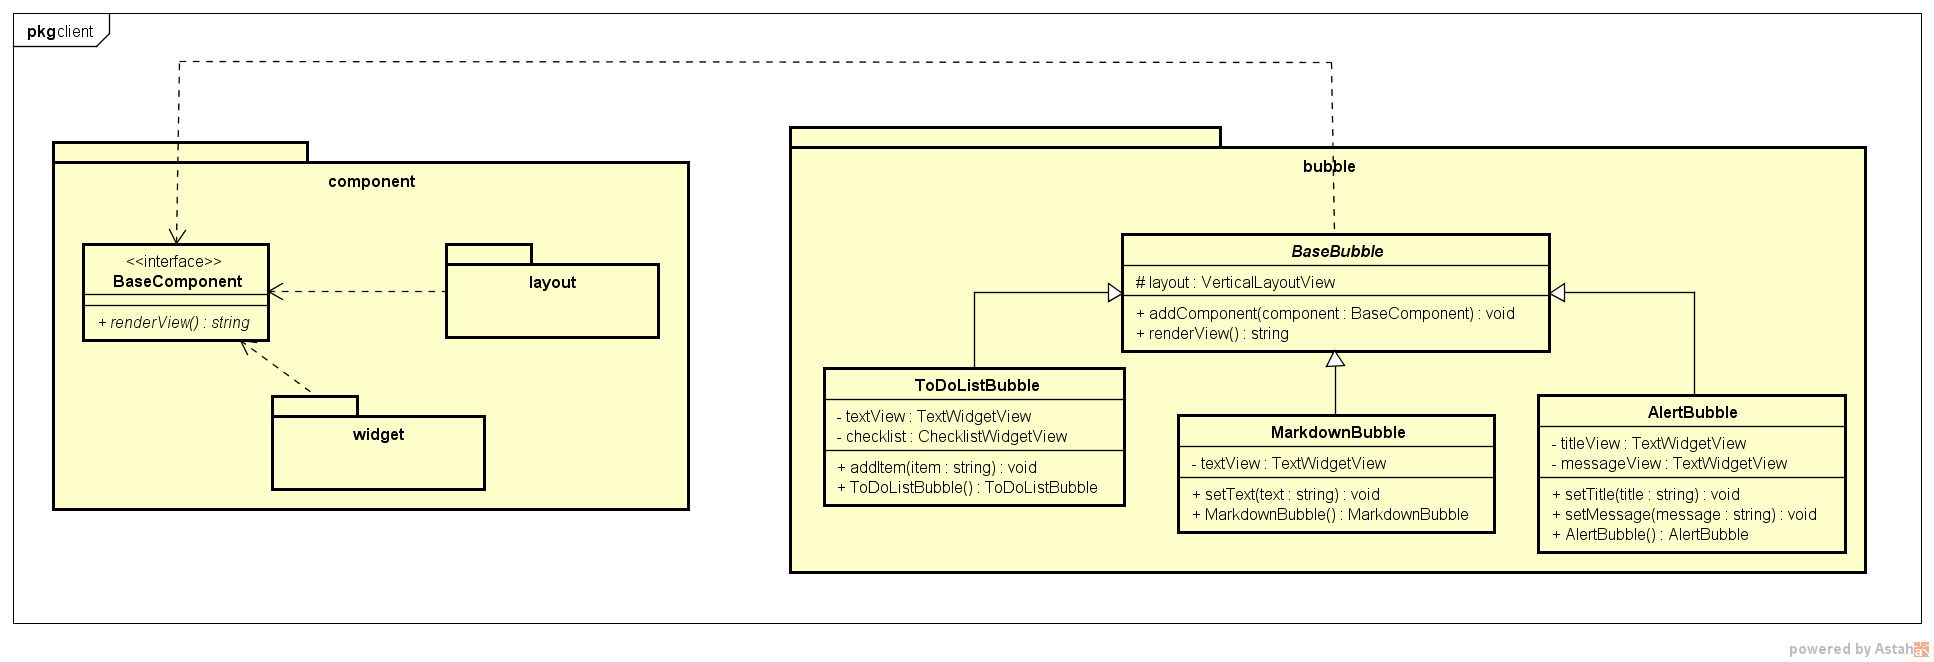 pkg client
component
<<interface>>
BaseComponent
+ renderView() : string
layout
widget
bubble
BaseBubble
# layout : VerticalLayoutView
+ addComponent(component : BaseComponent) : void
+ renderView() : string
ToDoListBubble
- textView : TextWidgetView
- checklist : ChecklistWidgetView
+ addItem(item : string) : void
+ ToDoListBubble() : ToDoListBubble
MarkdownBubble
- textView : TextWidgetView
+ setText(text : string) : void
+ MarkdownBubble() : MarkdownBubble
AlertBubble
- titleView : TextWidgetView
- messageView : TextWidgetView
+ setTitle(title : string) : void
+ setMessage(message : string) : void
+ AlertBubble() : AlertBubble
powered by Astah